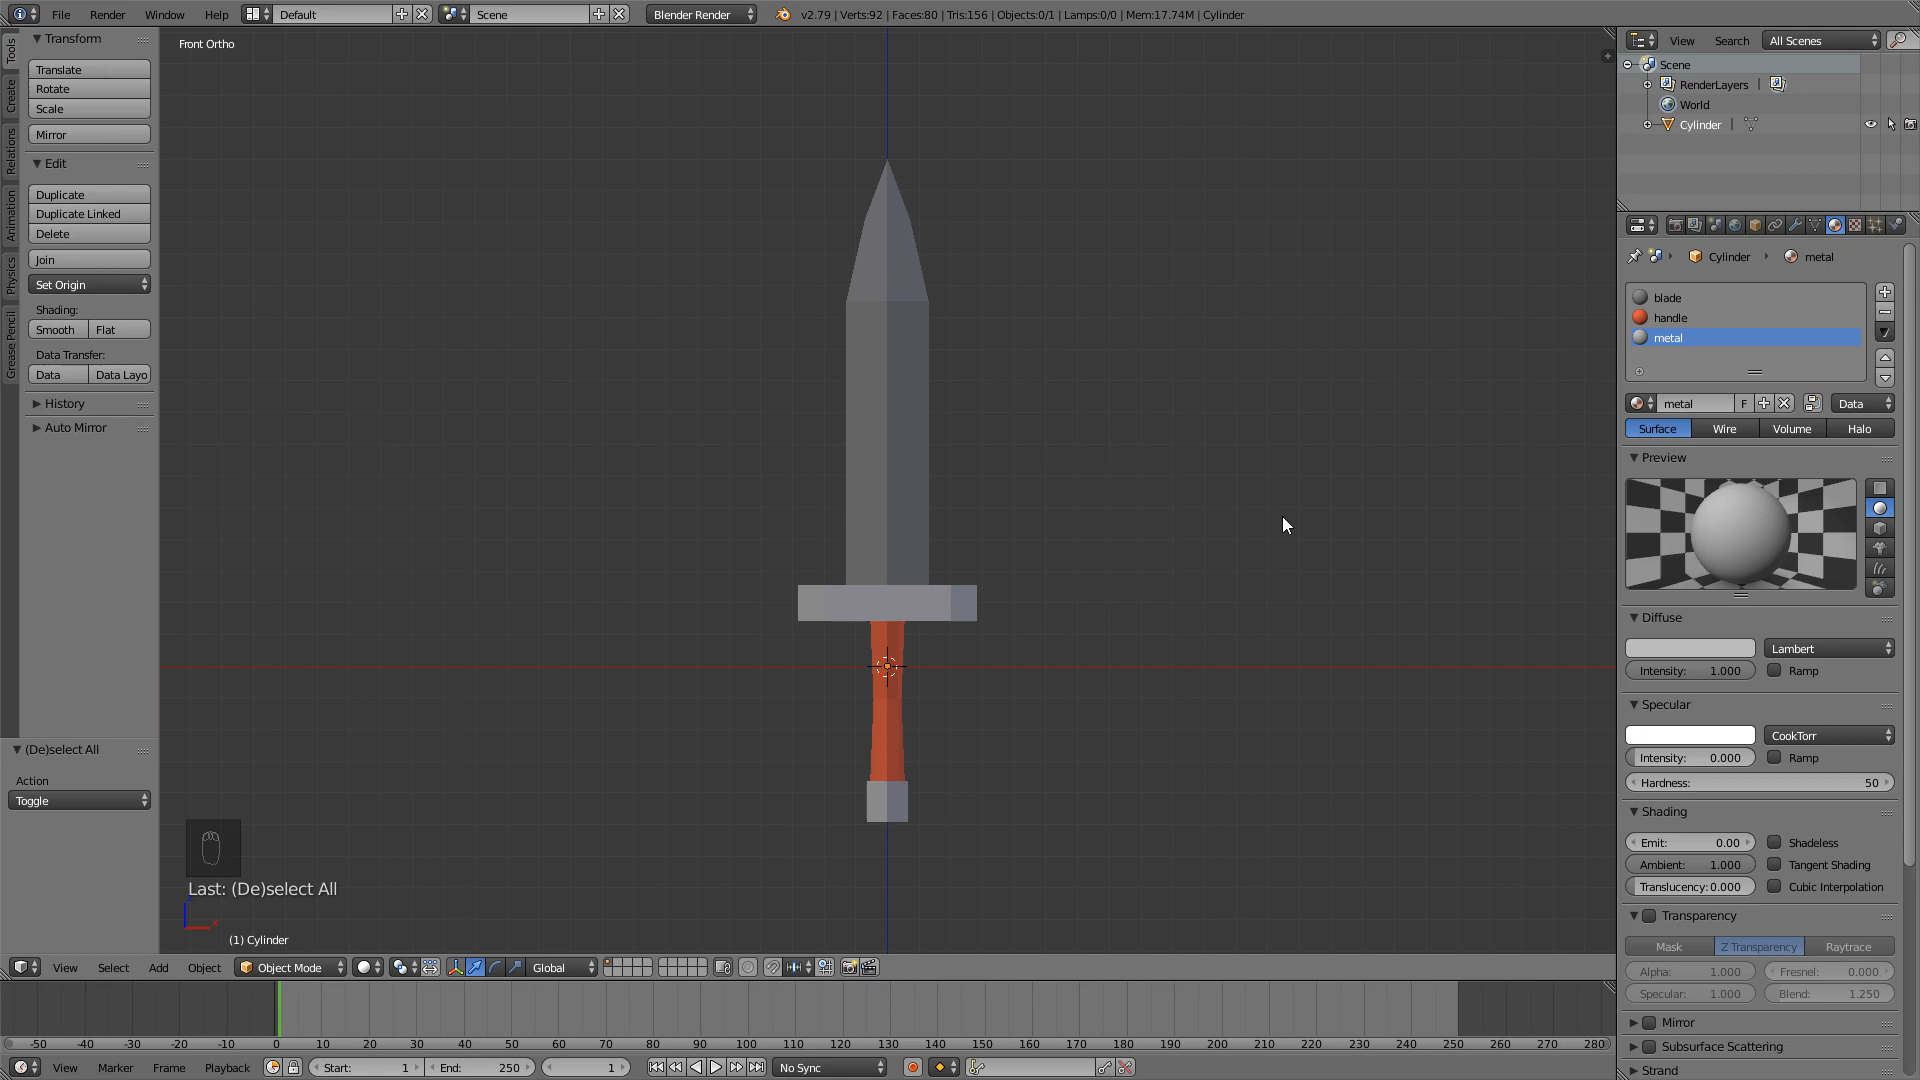 File Render Window Help Default Scene Blender Render v2.79 | Verts:92 | Faces:80 | Tris:156 | Objects:0/1 | Lamps:0/0 | Mem:17.74M | Cylinder
Tools
Create
Relations
Animation
Physics
Grease Pencil
Transform
Translate
Rotate
Scale
Mirror
Edit
Duplicate
Duplicate Linked
Delete
Join
Set Origin
Shading:
Smooth Flat
Data Transfer:
Data Data Layo
History
Auto Mirror
(De)select All
Action
Toggle
Front Ortho
Last: (De)select All
x
(1) Cylinder
View Select Add Object Object Mode Global
-50 -40 -30 -20 -10 0 10 20 30 40 50 60 70 80 90 100 110 120 130 140 150 160 170 180 190 200 210 220 230 240 250 260 270 280
View Marker Frame Playback Start: 1 End: 250 1 No Sync
View Search All Scenes
Scene
RenderLayers |
World
Cylinder |
Cylinder metal
blade
handle
metal
metal F Data
Surface Wire Volume Halo
Preview
Diffuse
Lambert
Intensity: 1.000 Ramp
Specular
CookTorr
Intensity: 0.000 Ramp
Hardness: 50
Shading
Emit: 0.00 Shadeless
Ambient: 1.000 Tangent Shading
Translucency: 0.000 Cubic Interpolation
Transparency
Mask Z Transparency Raytrace
Alpha: 1.000 Fresnel: 0.000
Specular: 1.000 Blend: 1.250
Mirror
Subsurface Scattering
Strand